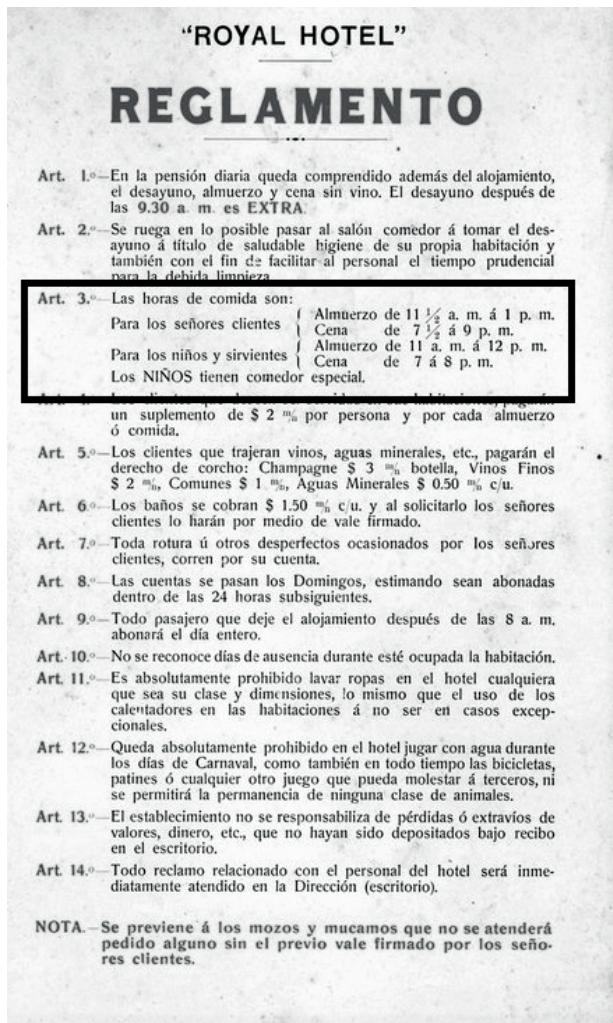 "ROYAL HOTEL"
REGLAMENTO
Art. 1.º—En la pensión diaria queda comprendido además del alojamiento,
el desayuno, almuerzo y cena sin vino. El desayuno después de
las 9.30 a. m. es EXTRA.
Art. 2.º—Se ruega en lo posible pasar al salón comedor á tomar el des-
ayuno á título de saludable higiene de su propia habitación y
también con el fin de facilitar al personal el tiempo prudencial
para la debida limpieza
Art. 3.º—Las horas de comida son:
Para los señores clientes { Almuerzo de 11 ½ a. m. á 1 p. m.
Cena de 7 ½ á 9 p. m.
Para los niños y sirvientes { Almuerzo de 11 a. m. á 12 p. m.
Cena de 7 á 8 p. m.
Los NIÑOS tienen comedor especial.
un suplemento de $ 2 m/n por persona y por cada almuerzo
ó comida.
Art. 5.º—Los clientes que trajeran vinos, aguas minerales, etc., pagarán el
derecho de corcho: Champagne $ 3 m/n botella, Vinos Finos
$ 2 m/n, Comunes $ 1 m/n, Aguas Minerales $ 0.50 m/n c/u.
Art. 6.º—Los baños se cobran $ 1.50 m/n c/u. y al solicitarlo los señores
clientes lo harán por medio de vale firmado.
Art. 7.º—Toda rotura ú otros desperfectos ocasionados por los señores
clientes, corren por su cuenta.
Art. 8.º—Las cuentas se pasan los Domingos, estimando sean abonadas
dentro de las 24 horas subsiguientes.
Art. 9.º—Todo pasajero que deje el alojamiento después de las 8 a. m.
abonará el día entero.
Art. 10.º—No se reconoce días de ausencia durante esté ocupada la habitación.
Art. 11.º—Es absolutamente prohibido lavar ropas en el hotel cualquiera
que sea su clase y dimensiones, lo mismo que el uso de los
calentadores en las habitaciones á no ser en casos excep-
cionales.
Art. 12.º—Queda absolutamente prohibido en el hotel jugar con agua durante
los días de Carnaval, como también en todo tiempo las bicicletas,
patines ó cualquier otro juego que pueda molestar á terceros, ni
se permitirá la permanencia de ninguna clase de animales.
Art. 13.º—El establecimiento no se responsabiliza de pérdidas ó extravíos de
valores, dinero, etc., que no hayan sido depositados bajo recibo
en el escritorio.
Art. 14.º—Todo reclamo relacionado con el personal del hotel será inme-
diatamente atendido en la Dirección (escritorio).
NOTA.—Se previene á los mozos y mucamos que no se atenderá
pedido alguno sin el previo vale firmado por los seño-
res clientes.